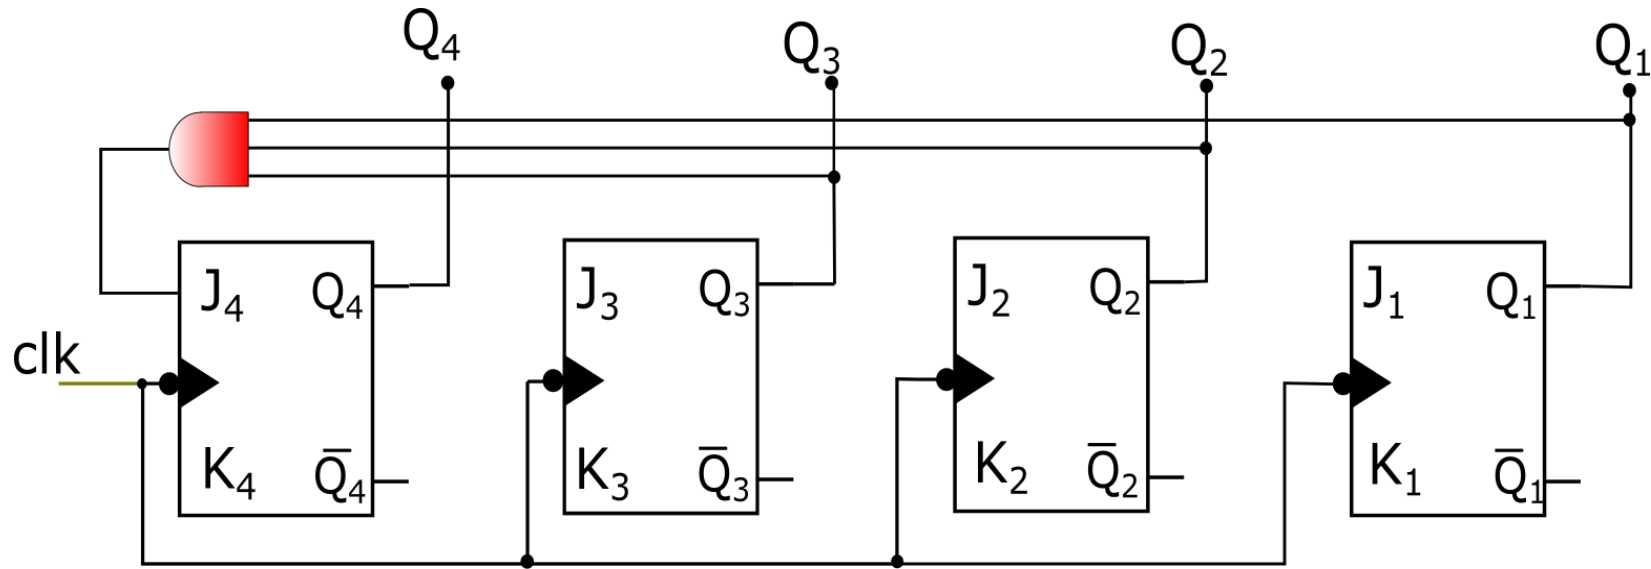 Q4 Q3 Q2 Q1
J4 Q4 J3 Q3 J2 Q2 J1 Q1
clk
K4 Q̅4 K3 Q̅3 K2 Q̅2 K1 Q̅1